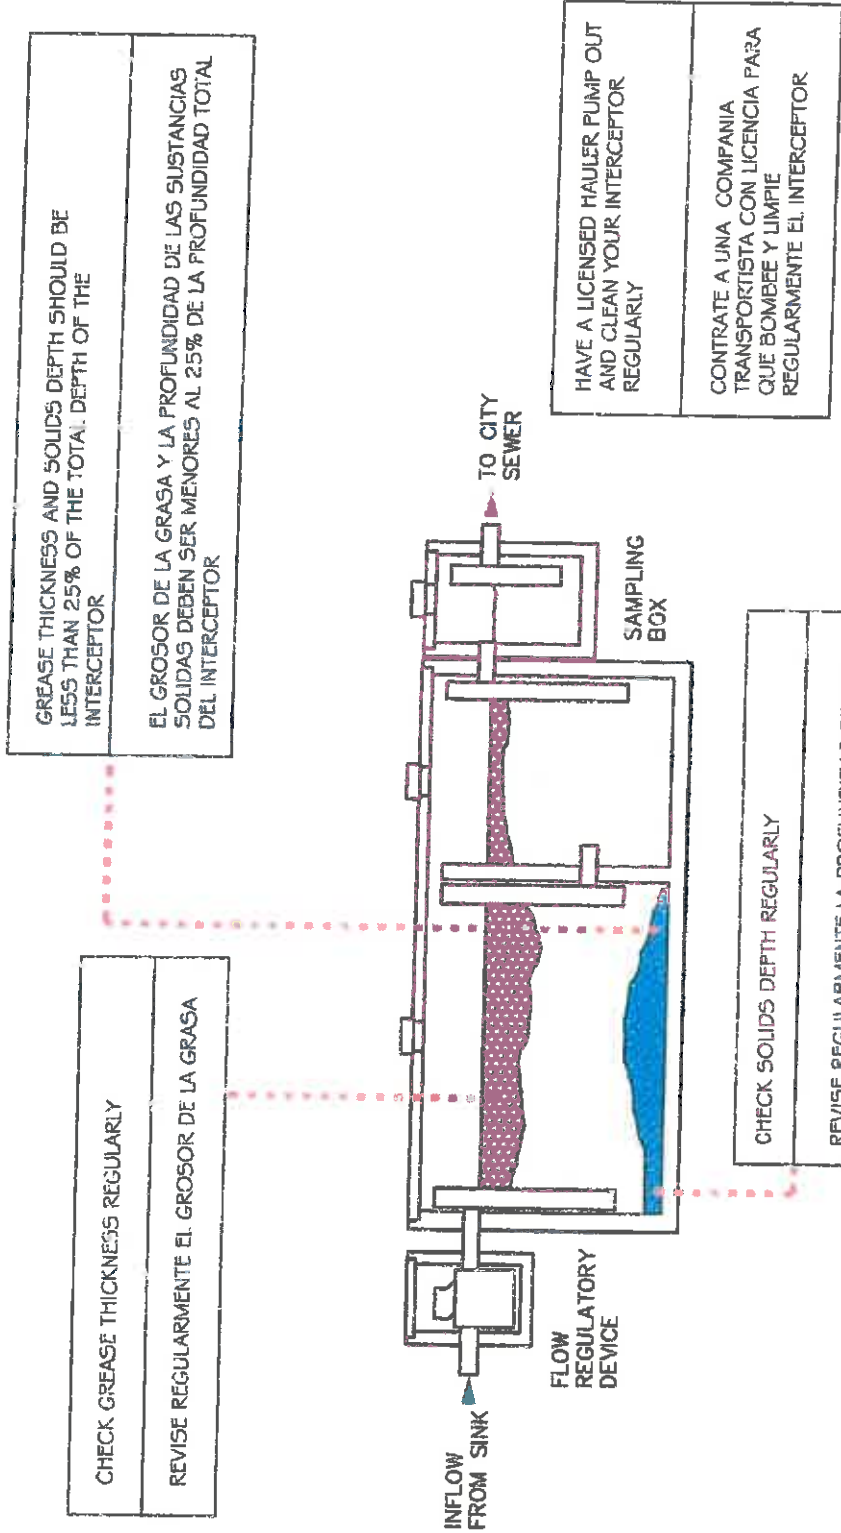 GREASE THICKNESS AND SOLIDS DEPTH SHOULD BE
LESS THAN 25% OF THE TOTAL DEPTH OF THE
INTERCEPTOR
EL GROSOR DE LA GRASA Y LA PROFUNDIDAD DE LAS SUSTANCIAS
SOLIDAS DEBEN SER MENORES AL 25% DE LA PROFUNDIDAD TOTAL
DEL INTERCEPTOR
CHECK GREASE THICKNESS REGULARLY
REVISE REGULARMENTE EL GROSOR DE LA GRASA
INFLOW
FROM SINK
FLOW
REGULATORY
DEVICE
SAMPLING
BOX
TO CITY
SEWER
HAVE A LICENSED HAULER PUMP OUT
AND CLEAN YOUR INTERCEPTOR
REGULARLY
CONTRATE A UNA COMPANIA
TRANSPORTISTA CON LICENCIA PARA
QUE BOMBEE Y LIMPIE
REGULARMENTE EL INTERCEPTOR
CHECK SOLIDS DEPTH REGULARLY
REVISE REGULARMENTE LA